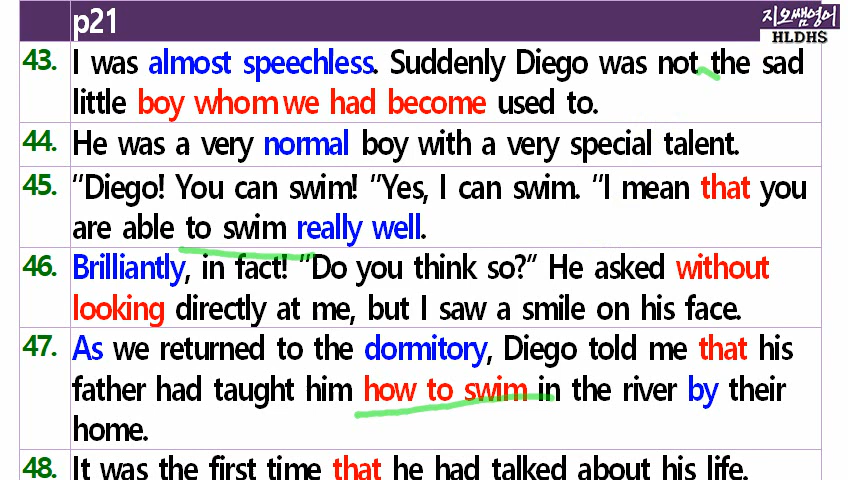 p21
지오쌤영어
HLDHS
43. I was almost speechless. Suddenly Diego was not the sad
little boy whom we had become used to.
44. He was a very normal boy with a very special talent.
45. "Diego! You can swim! "Yes, I can swim. "I mean that you
are able to swim really well.
46. Brilliantly, in fact! "Do you think so?" He asked without
looking directly at me, but I saw a smile on his face.
47. As we returned to the dormitory, Diego told me that his
father had taught him how to swim in the river by their
home.
48. It was the first time that he had talked about his life.